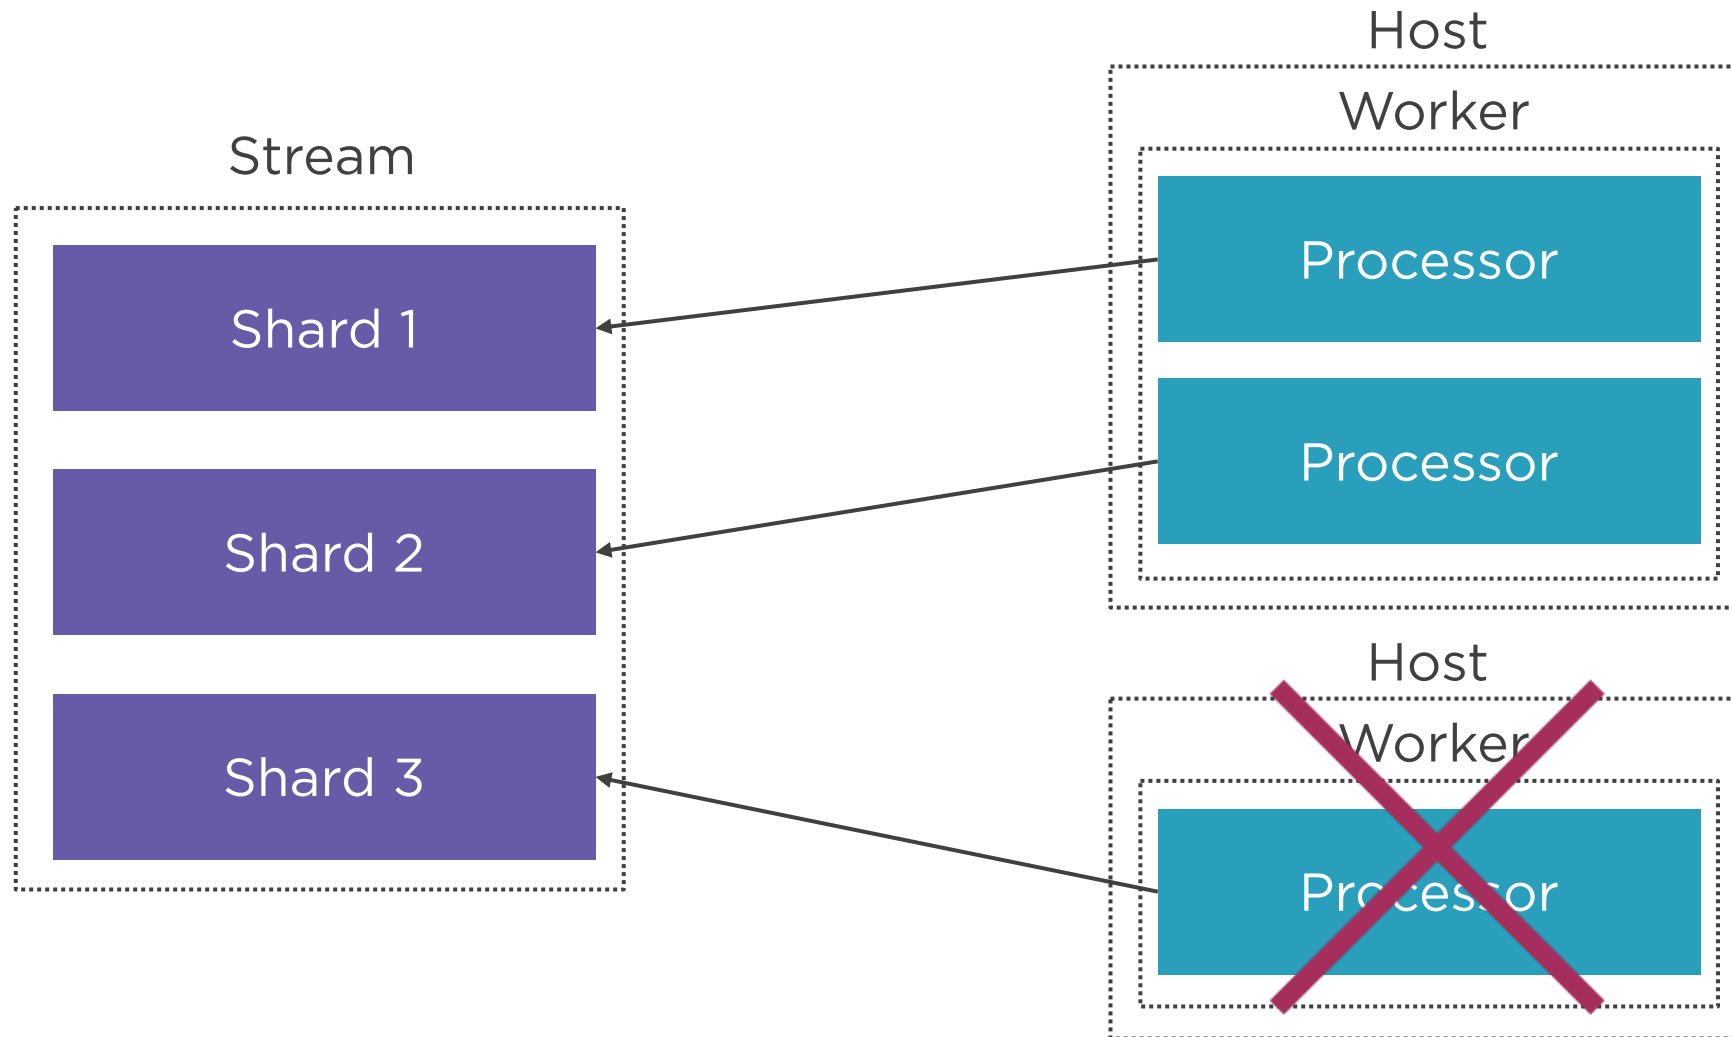 Stream
Shard 1
Shard 2
Shard 3
Host
Worker
Processor
Processor
Host
Worker
Processor